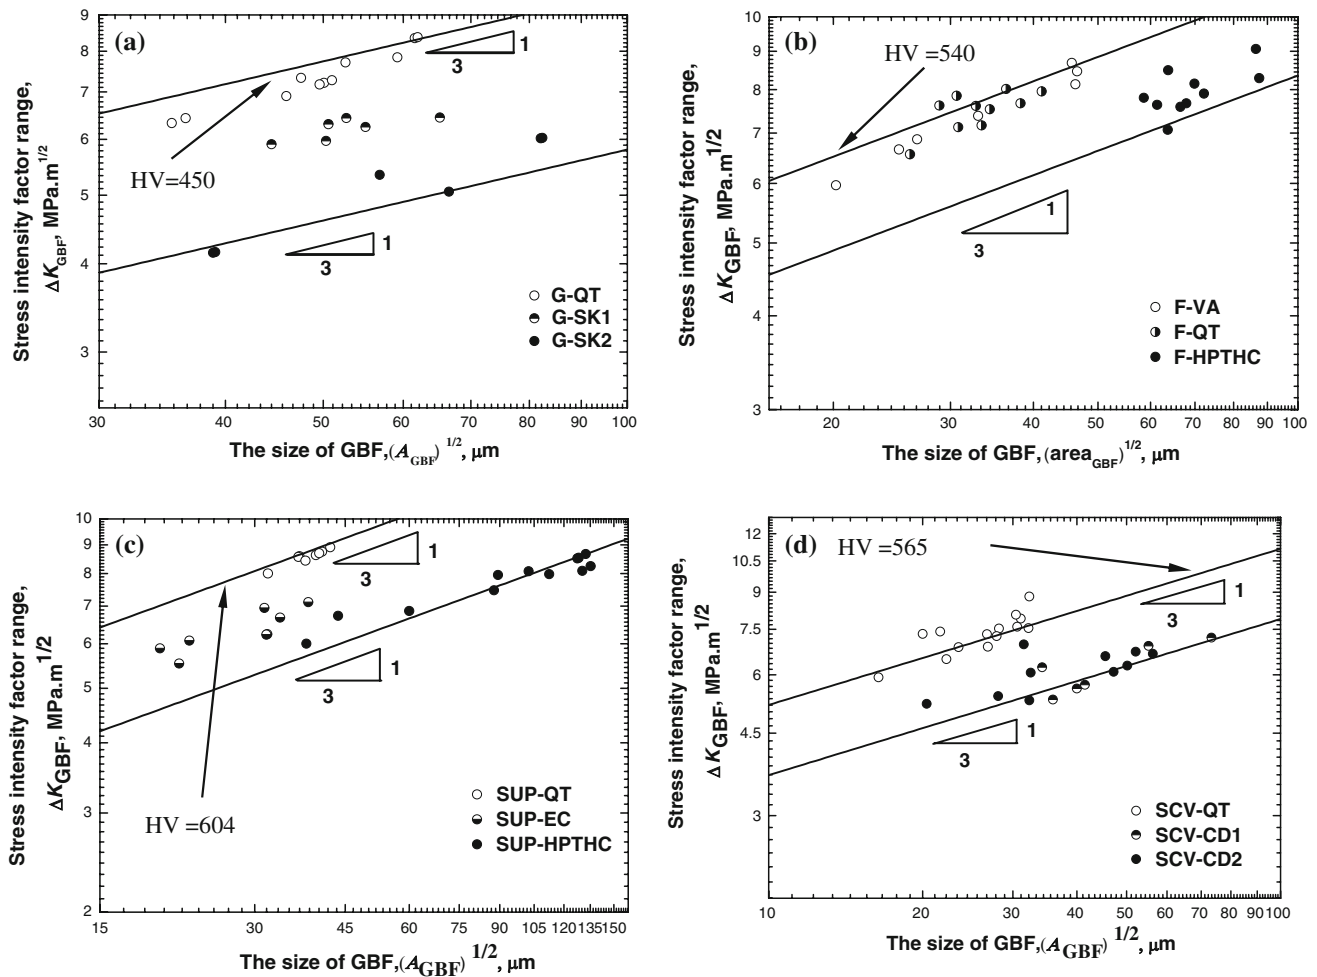 (a)
9
8
7
6
5
4
3
30
40
50
60
70
80
90
100
Stress intensity factor range,
ΔK_GBF, MPa.m^1/2
The size of GBF,(A_GBF)^1/2, μm
HV=450
1
3
1
3
G-QT
G-SK1
G-SK2
(b)
10
9
8
7
6
5
4
3
20
30
40
50
60
70
80
90
100
Stress intensity factor range,
ΔK_GBF, MPa.m^1/2
The size of GBF,(area_GBF)^1/2, μm
HV =540
1
3
F-VA
F-QT
F-HPTHC
(c)
10
9
8
7
6
5
4
3
2
15
30
45
60
75
90
105
120
135
150
Stress intensity factor range,
ΔK_GBF, MPa.m^1/2
The size of GBF,(A_GBF)^1/2, μm
HV =604
1
3
1
3
SUP-QT
SUP-EC
SUP-HPTHC
(d)
12
10.5
9
7.5
6
4.5
3
10
20
30
40
50
60
70
80
90
100
Stress intensity factor range,
ΔK_GBF, MPa.m^1/2
The size of GBF,(A_GBF)^1/2, μm
HV =565
1
3
1
3
SCV-QT
SCV-CD1
SCV-CD2